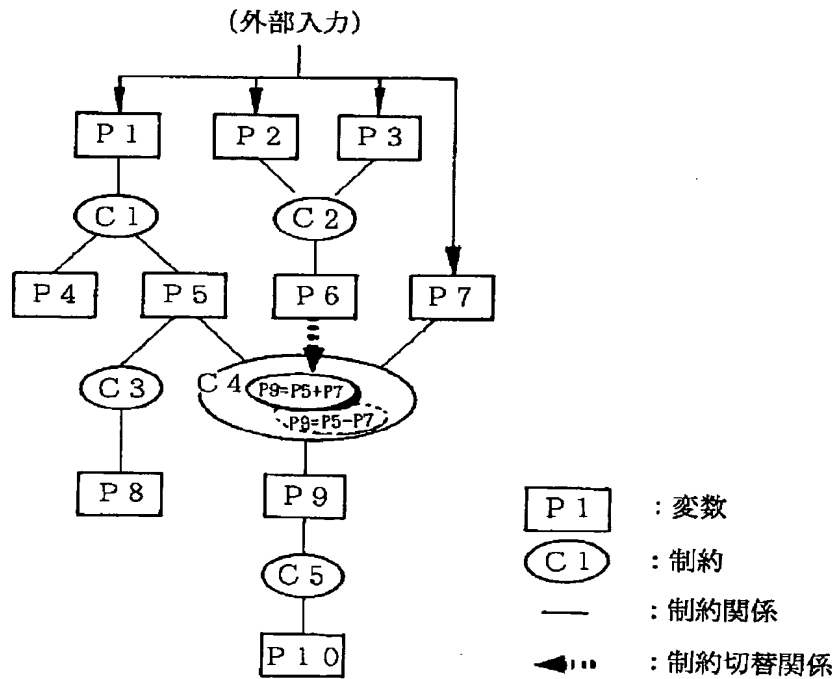 (外部入力)
P1
P2
P3
C1
C2
P4
P5
P6
P7
C3
C4
P9=P5+P7
P9=P5-P7
P8
P9
C5
P10
P1 :変数
C1 :制約
:制約関係
:制約切替関係